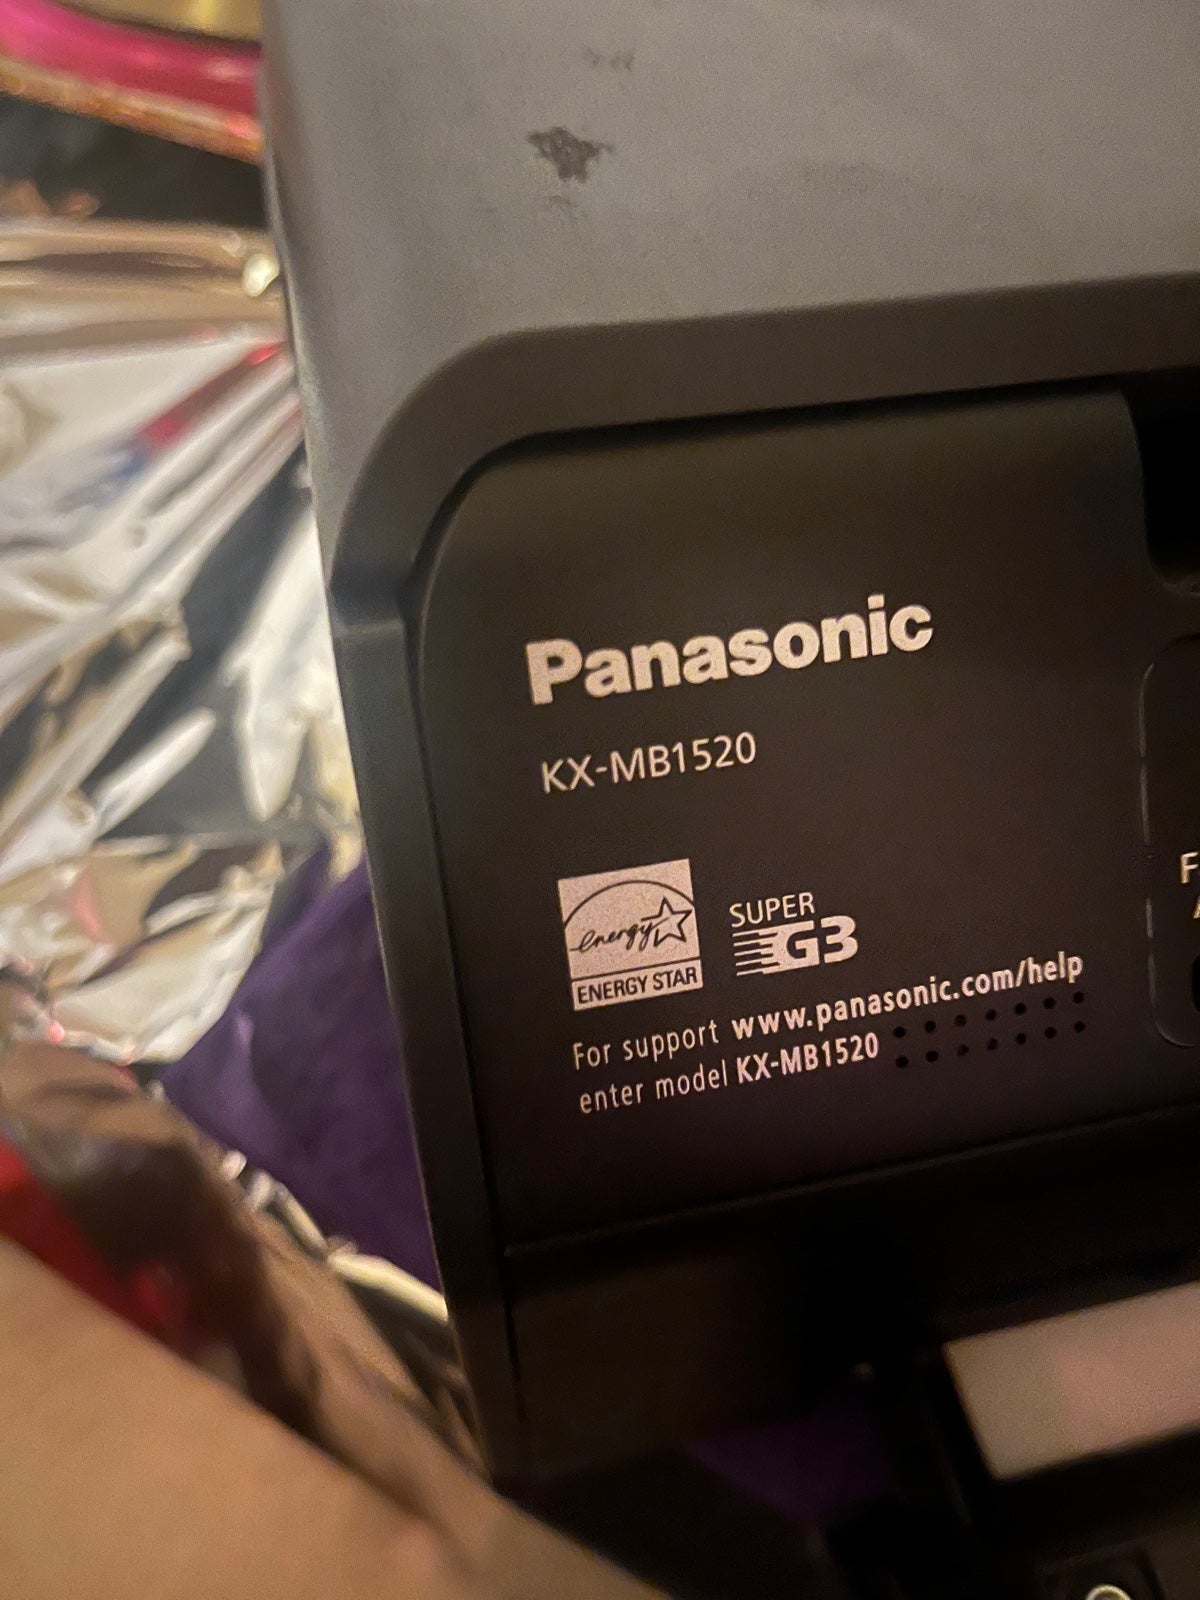 Panasonic
KX-MB1520
energy
ENERGY STAR
SUPER
G3
For support www.panasonic.com/help
enter model KX-MB1520
F